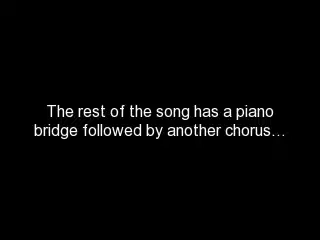 The rest of the song has a piano
bridge followed by another chorus…